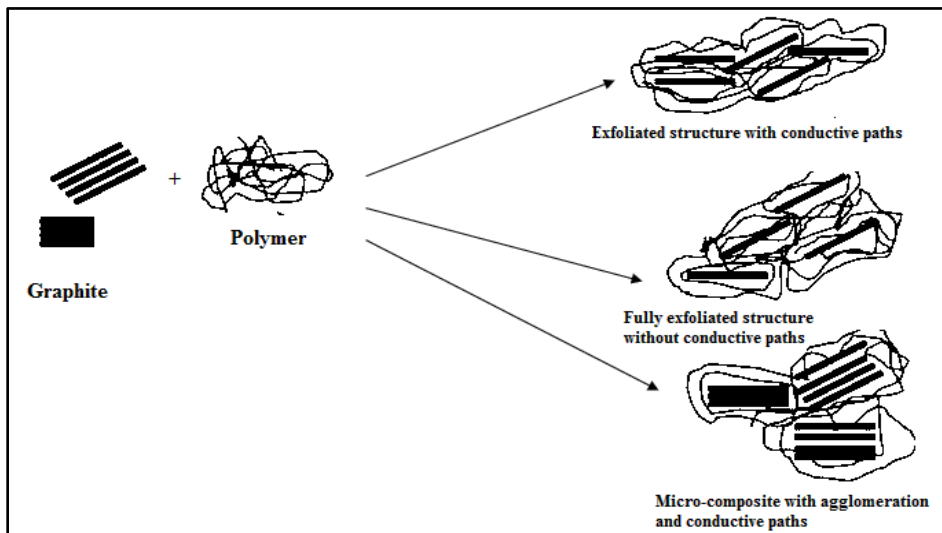 Exfoliated structure with conductive paths
+
Polymer
Graphite
Fully exfoliated structure
without conductive paths
Micro-composite with agglomeration
and conductive paths